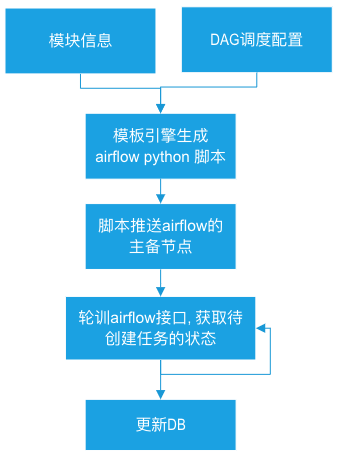 模块信息
DAG调度配置
模板引擎生成
airflow python 脚本
脚本推送airflow的
主备节点
轮训airflow接口, 获取待
创建任务的状态
更新DB